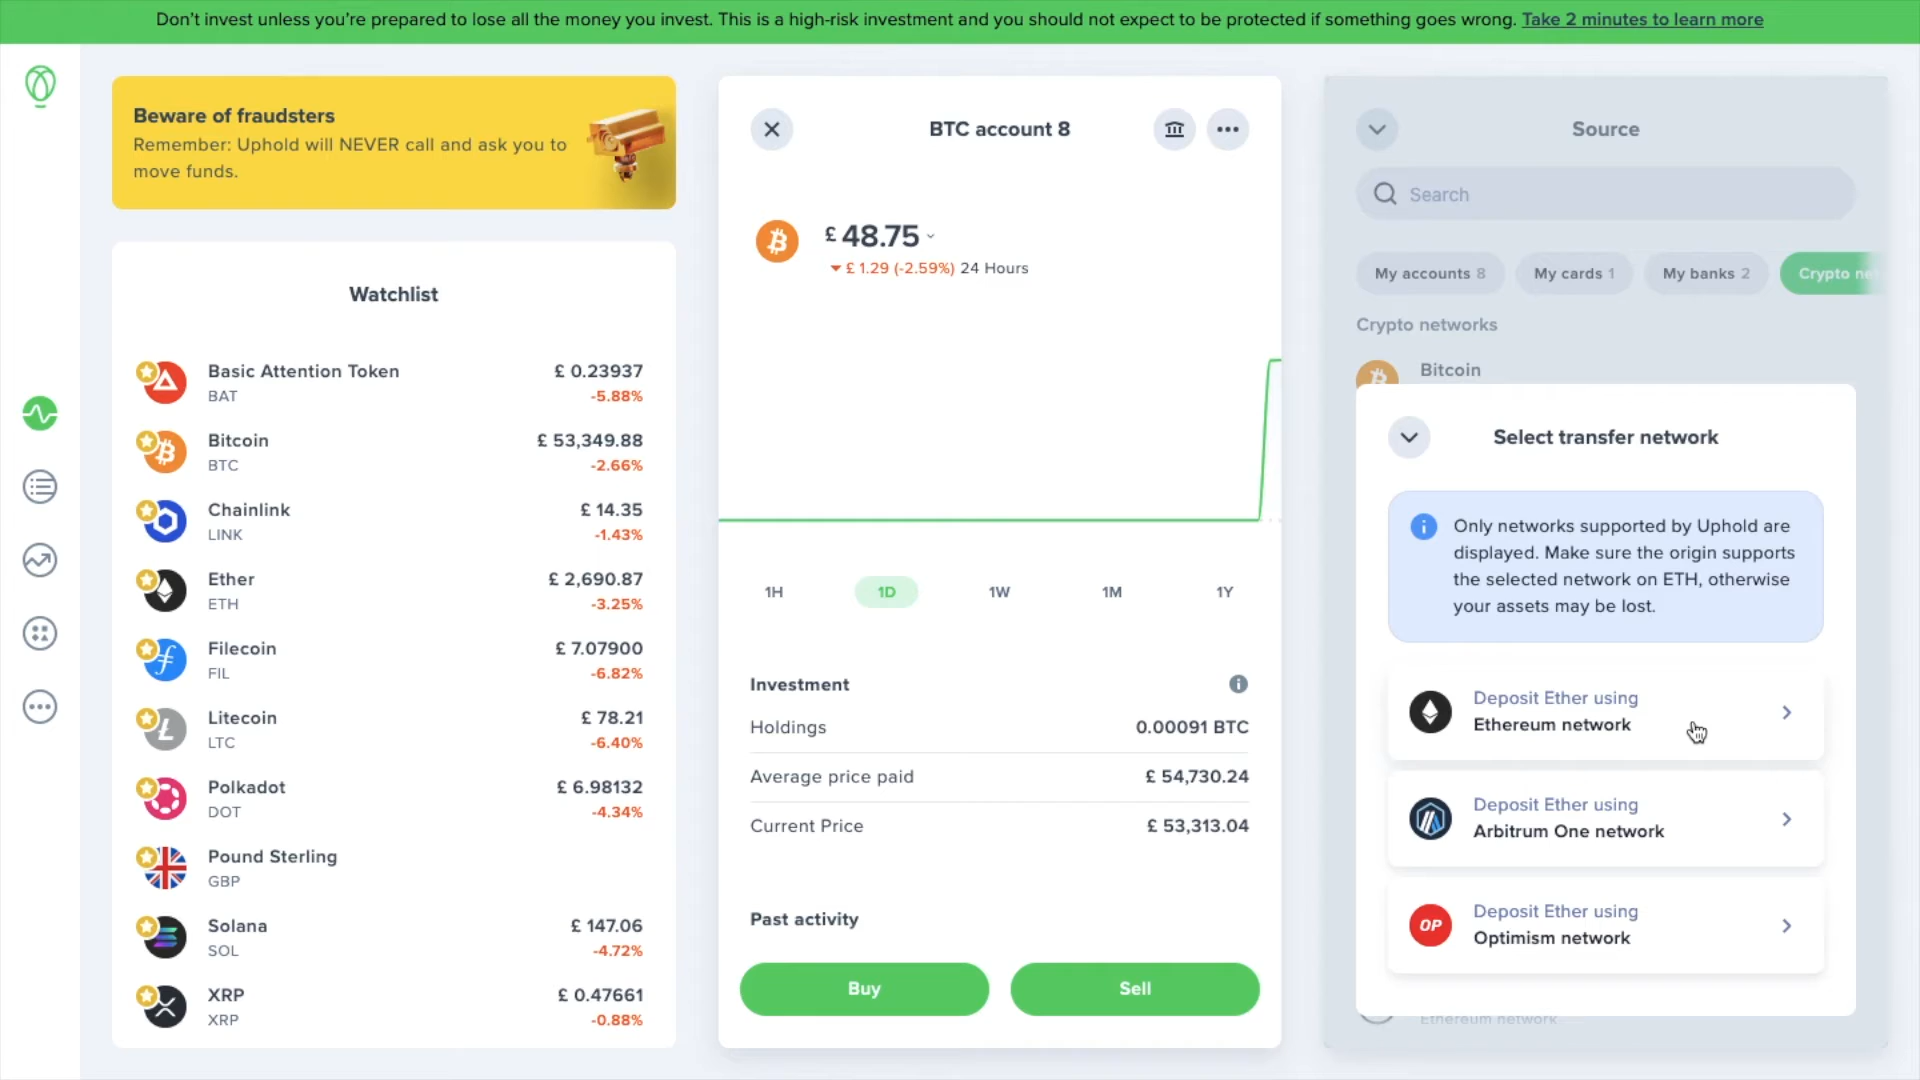 Don't invest unless you're prepared to lose all the money you invest. This is a high-risk investment and you should not expect to be protected if something goes wrong. Take 2 minutes to learn more
Beware of fraudsters
Remember: Uphold will NEVER call and ask you to
move funds.
Watchlist
Basic Attention Token £ 0.23937
BAT -5.88%
Bitcoin £ 53,349.88
BTC -2.66%
Chainlink £ 14.35
LINK -1.43%
Ether £ 2,690.87
ETH -3.25%
Filecoin £ 7.07900
FIL -6.82%
Litecoin £ 78.21
LTC -6.40%
Polkadot £ 6.98132
DOT -4.34%
Pound Sterling
GBP
Solana £ 147.06
SOL -4.72%
XRP £ 0.47661
XRP -0.88%
BTC account 8
£ 48.75
£ 1.29 (-2.59%) 24 Hours
1H 1D 1W 1M 1Y
Investment
Holdings 0.00091 BTC
Average price paid £ 54,730.24
Current Price £ 53,313.04
Past activity
Buy Sell
Source
Search
My accounts 8 My cards 1 My banks 2 Crypto ne
Crypto networks
Bitcoin
Select transfer network
Only networks supported by Uphold are
displayed. Make sure the origin supports
the selected network on ETH, otherwise
your assets may be lost.
Deposit Ether using
Ethereum network
Deposit Ether using
Arbitrum One network
OP
Deposit Ether using
Optimism network
Ethereum network